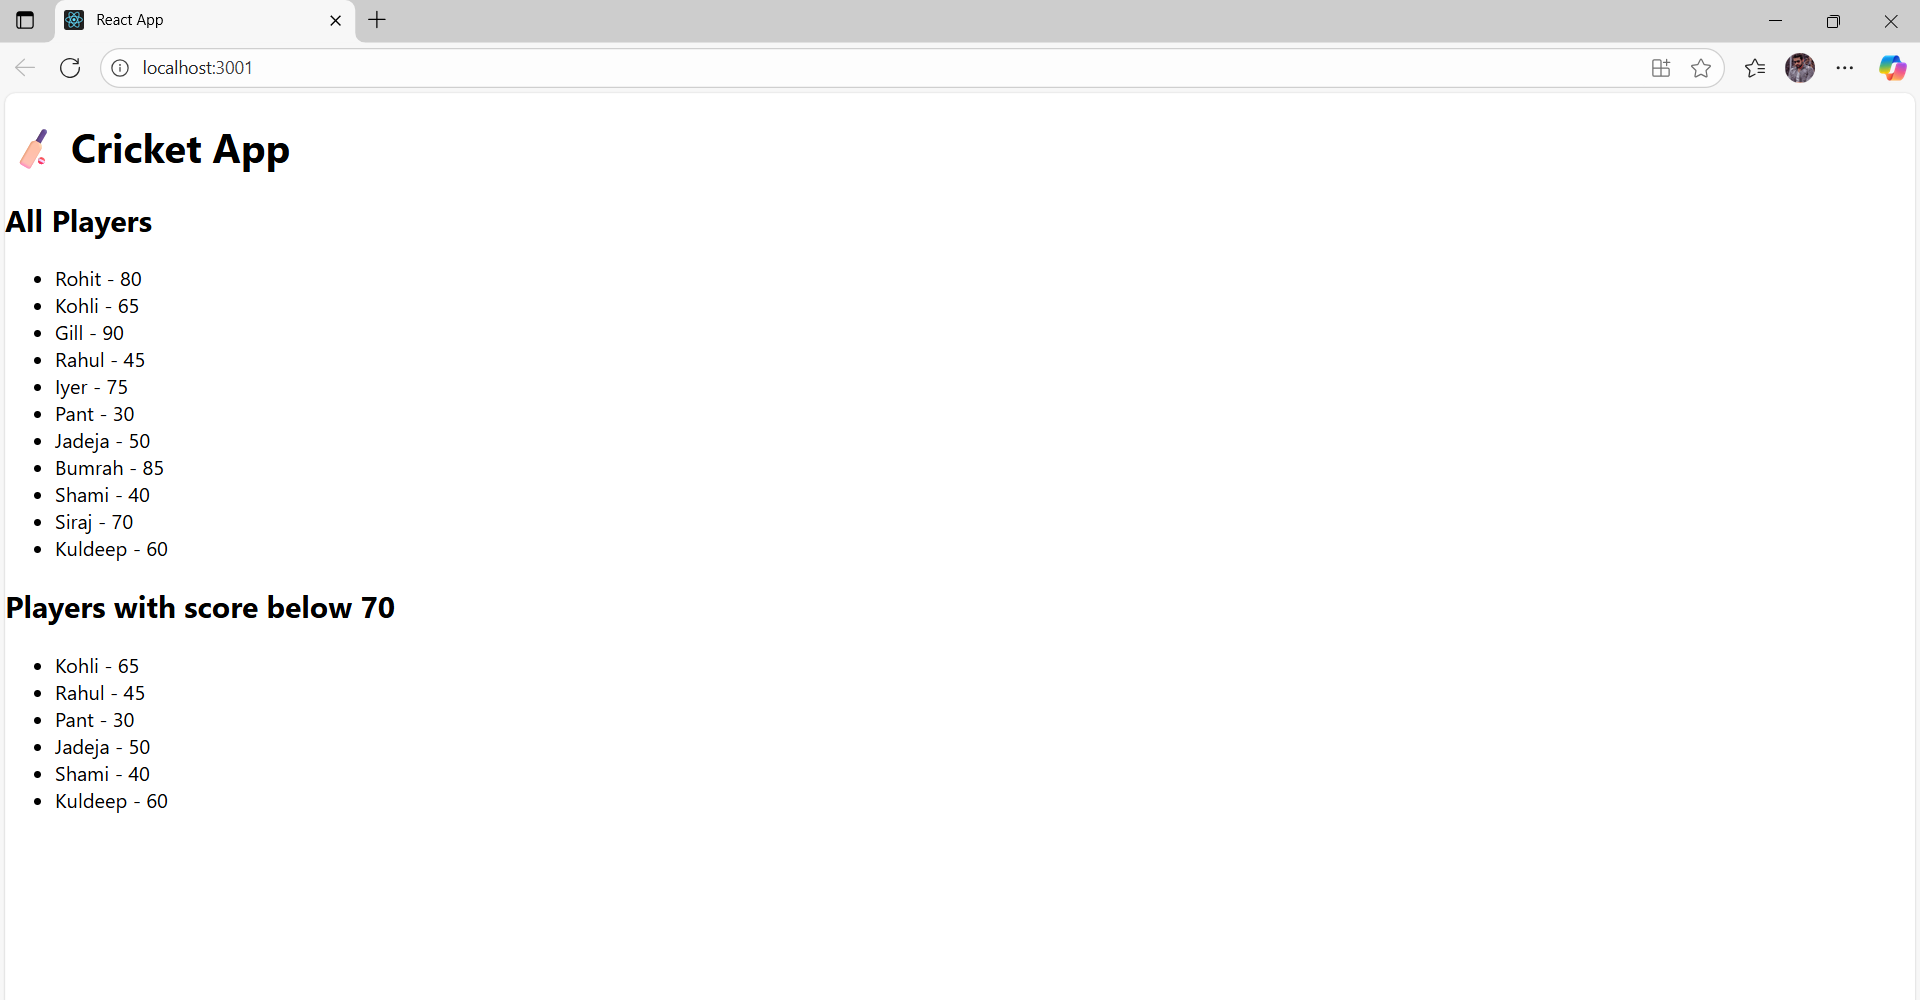 React App
localhost:3001
🏏 Cricket App
All Players
• Rohit - 80
• Kohli - 65
• Gill - 90
• Rahul - 45
• Iyer - 75
• Pant - 30
• Jadeja - 50
• Bumrah - 85
• Shami - 40
• Siraj - 70
• Kuldeep - 60
Players with score below 70
• Kohli - 65
• Rahul - 45
• Pant - 30
• Jadeja - 50
• Shami - 40
• Kuldeep - 60